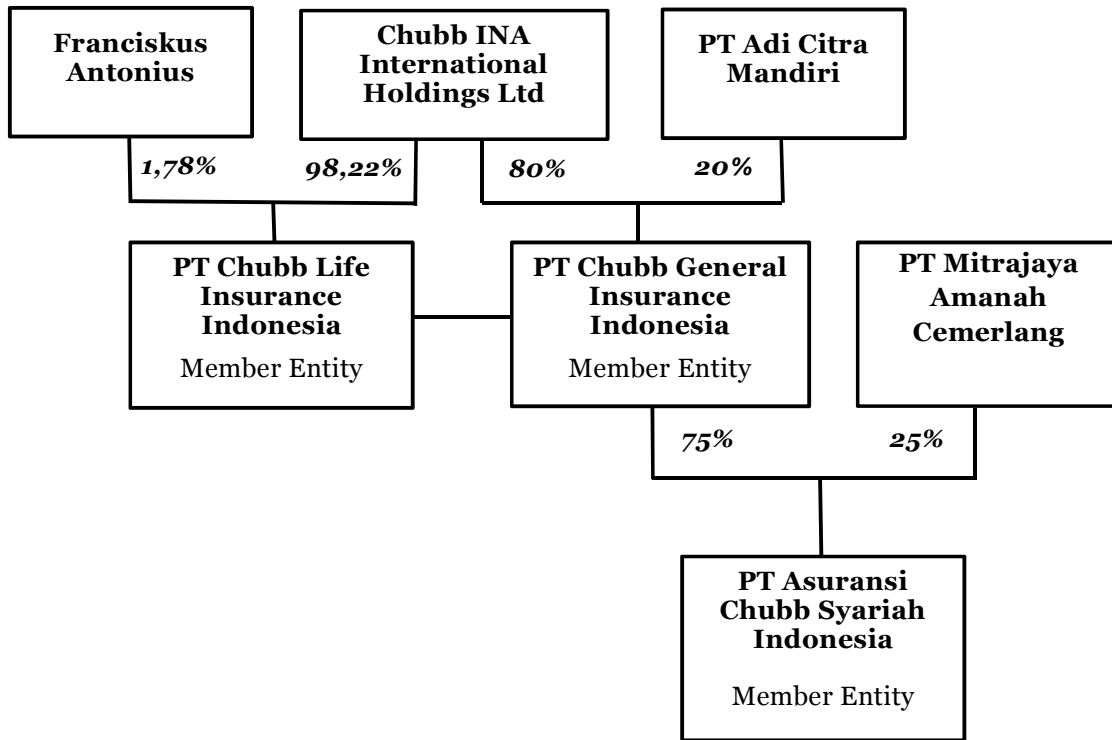 Franciskus
Antonius
Chubb INA
International
Holdings Ltd
PT Adi Citra
Mandiri
1,78%
98,22%
80%
20%
PT Chubb Life
Insurance
Indonesia
Member Entity
PT Chubb General
Insurance
Indonesia
Member Entity
PT Mitrajaya
Amanah
Cemerlang
75%
25%
PT Asuransi
Chubb Syariah
Indonesia
Member Entity